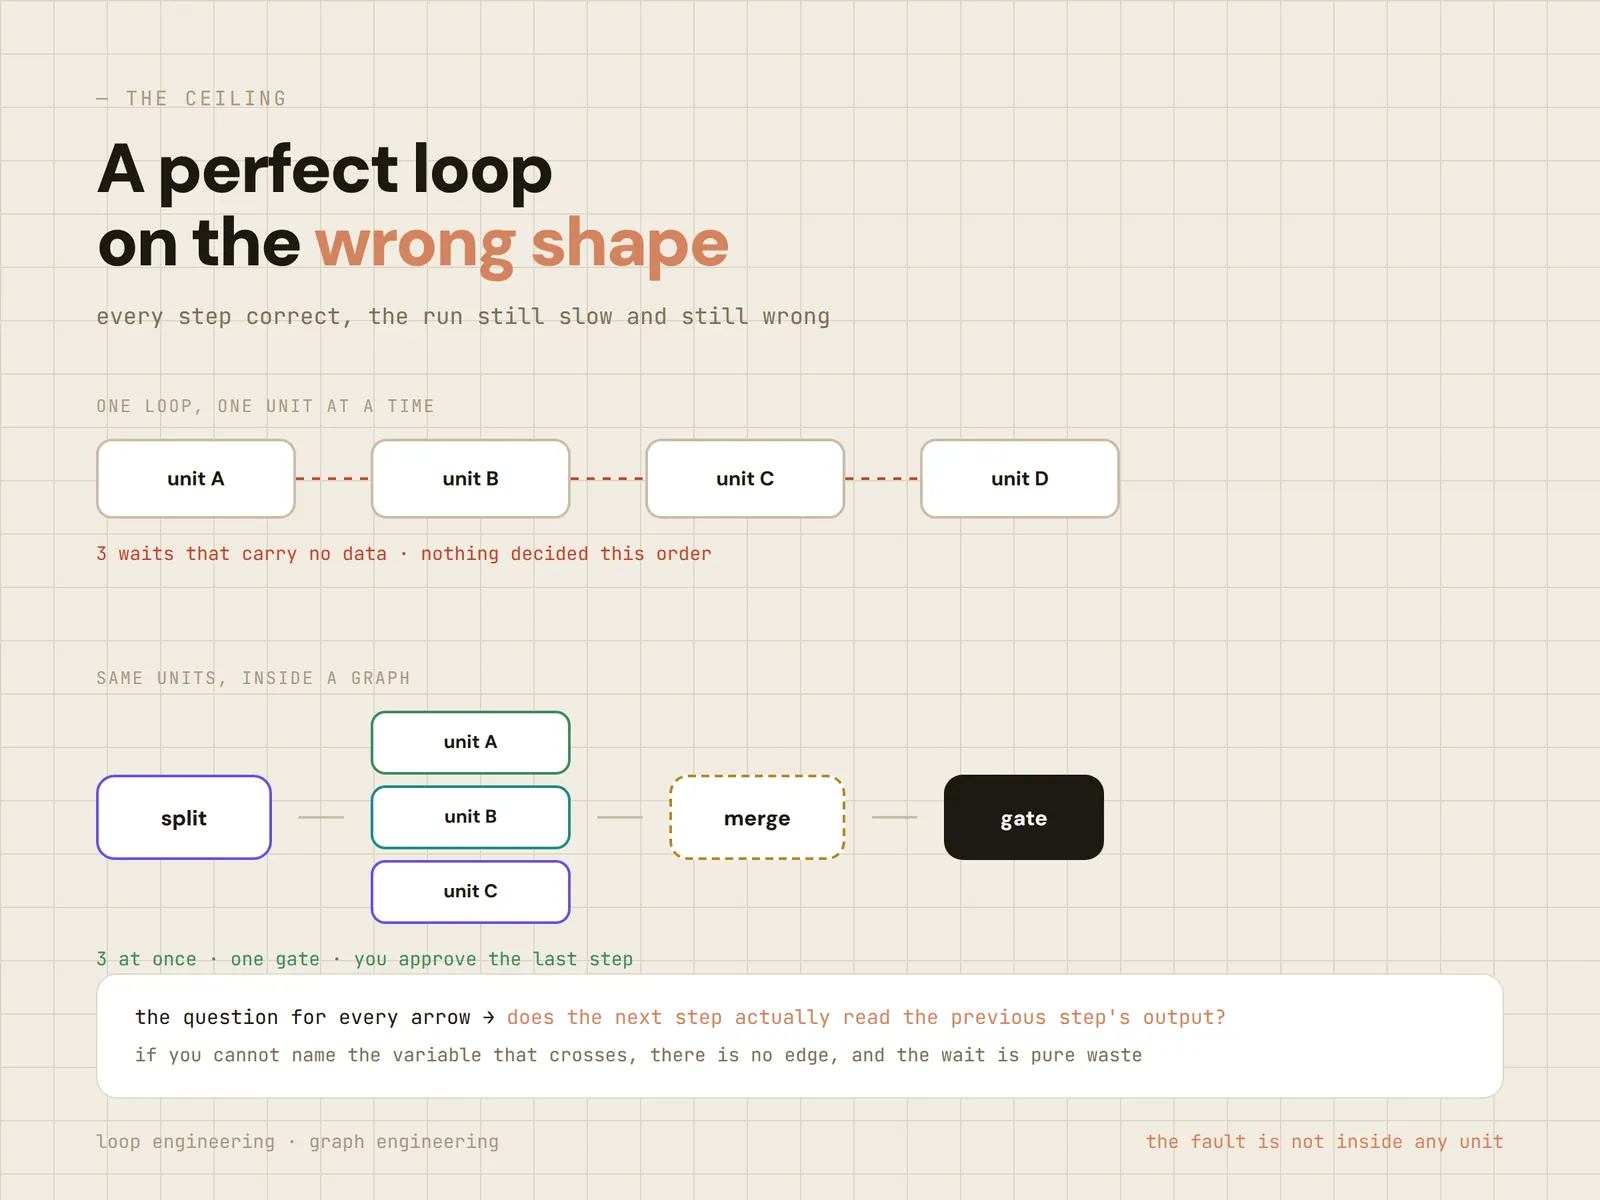 — THE CEILING
A perfect loop
on the wrong shape
every step correct, the run still slow and still wrong
ONE LOOP, ONE UNIT AT A TIME
unit A
unit B
unit C
unit D
3 waits that carry no data · nothing decided this order
SAME UNITS, INSIDE A GRAPH
split
unit A
unit B
unit C
merge
gate
3 at once · one gate · you approve the last step
the question for every arrow → does the next step actually read the previous step's output?
if you cannot name the variable that crosses, there is no edge, and the wait is pure waste
loop engineering · graph engineering
the fault is not inside any unit